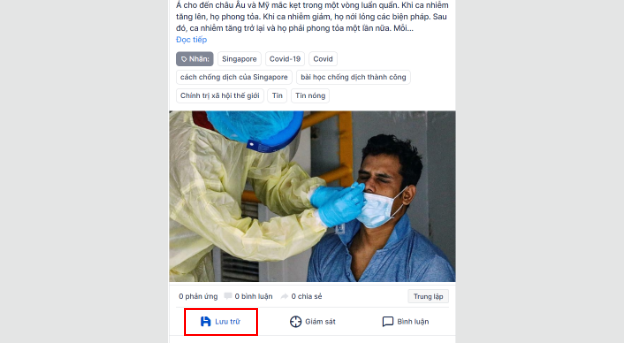 Á cho đến châu Âu và Mỹ mắc kẹt trong một vòng luẩn quẩn. Khi ca nhiễm
tăng lên, họ phong tỏa. Khi ca nhiễm giảm, họ nới lỏng các biện pháp. Sau
đó, ca nhiễm tăng trở lại và họ phải phong tỏa một lần nữa. Mỗi...
Đọc tiếp
Nhãn: Singapore Covid-19 Covid
cách chống dịch của Singapore bài học chống dịch thành công
Chính trị xã hội thế giới Tin Tin nóng
0 phản ứng 0 bình luận 0 chia sẻ Trung lập
Lưu trữ Giám sát Bình luận